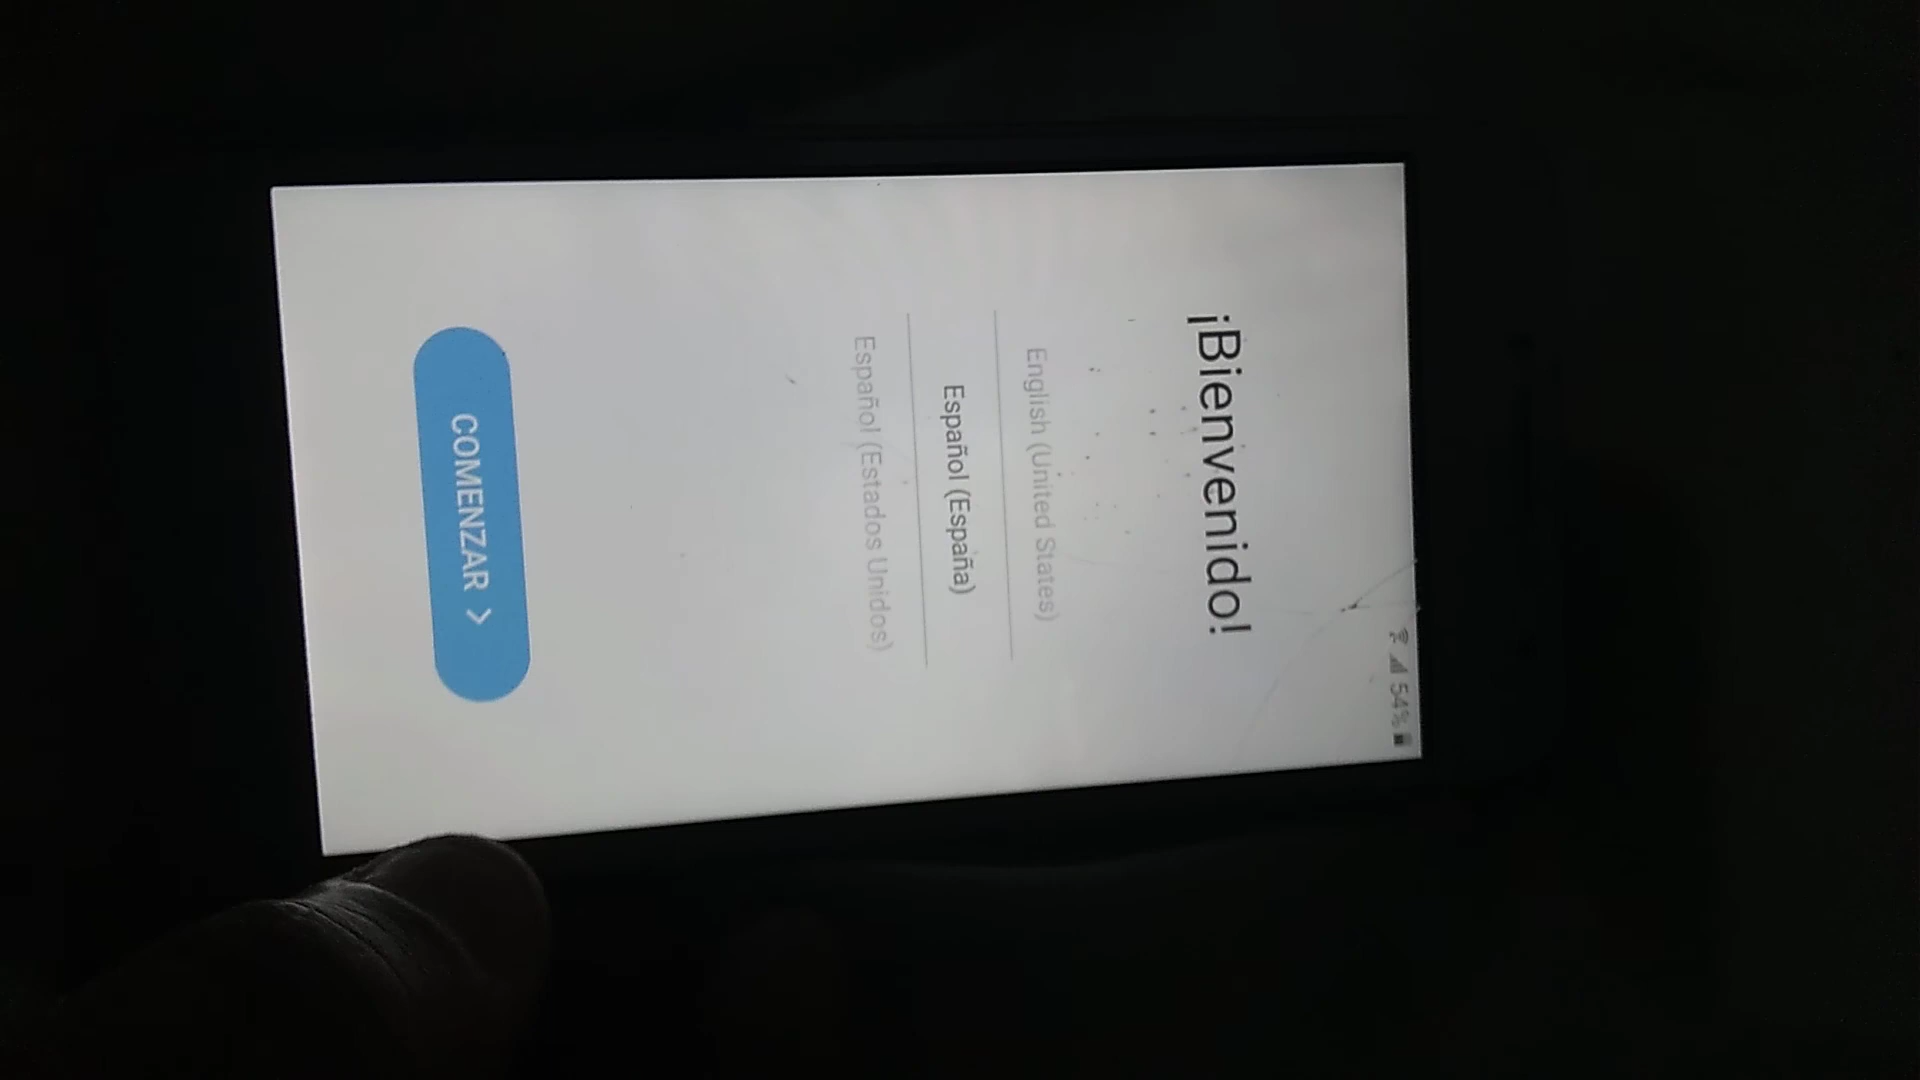 54%
¡Bienvenido!
English (United States)
Español (España)
Español (Estados Unidos)
COMENZAR >